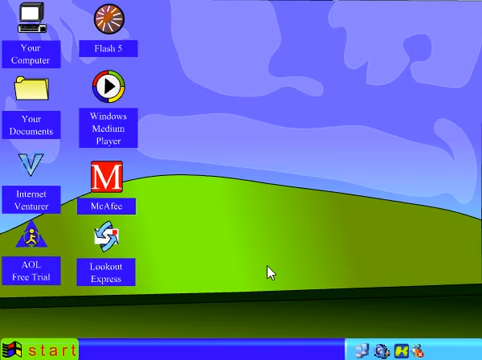 Your
Computer
Flash 5
Your
Documents
Windows
Medium
Player
Internet
Venturer
M
McAfee
AOL
Free Trial
Lookout
Express
start